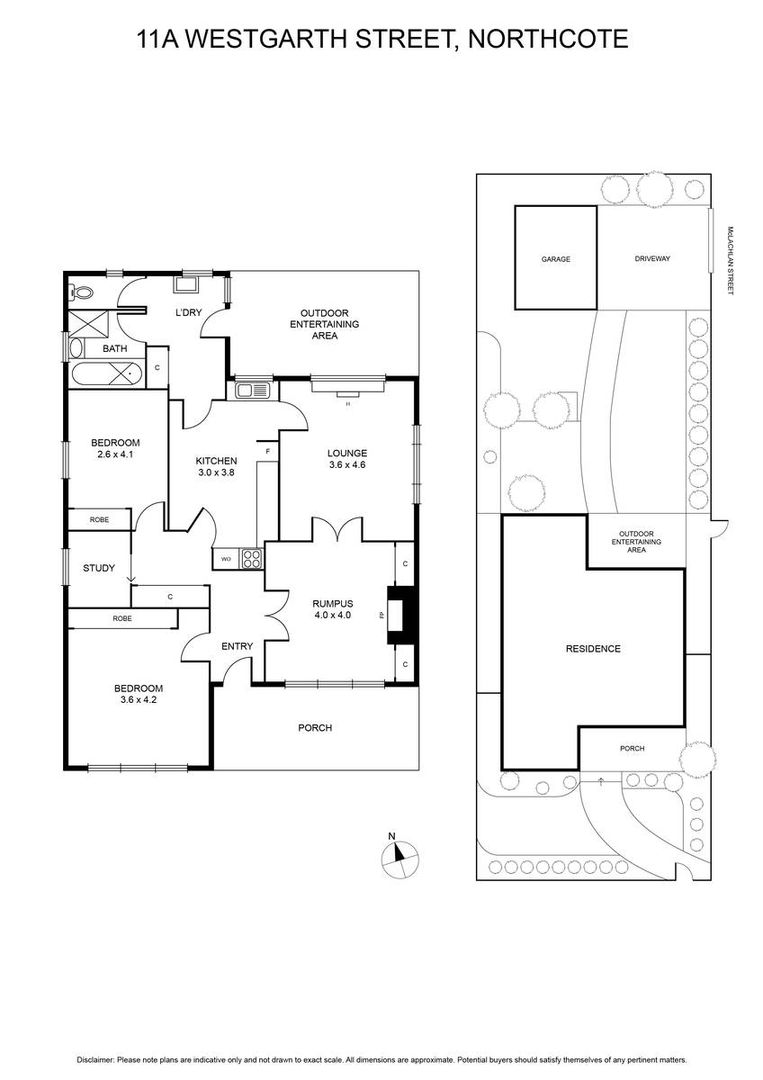 11A WESTGARTH STREET, NORTHCOTE
L'DRY
OUTDOOR
ENTERTAINING
AREA
BATH
C
BEDROOM
2.6 x 4.1
KITCHEN
3.0 x 3.8
F
H
LOUNGE
3.6 x 4.6
ROBE
STUDY
WO
C
C
RUMPUS
4.0 x 4.0
FP
C
ROBE
ENTRY
BEDROOM
3.6 x 4.2
PORCH
N
GARAGE
DRIVEWAY
McLACHLAN STREET
OUTDOOR
ENTERTAINING
AREA
RESIDENCE
PORCH
Disclaimer: Please note plans are indicative only and not drawn to exact scale. All dimensions are approximate. Potential buyers should satisfy themselves of any pertinent matters.